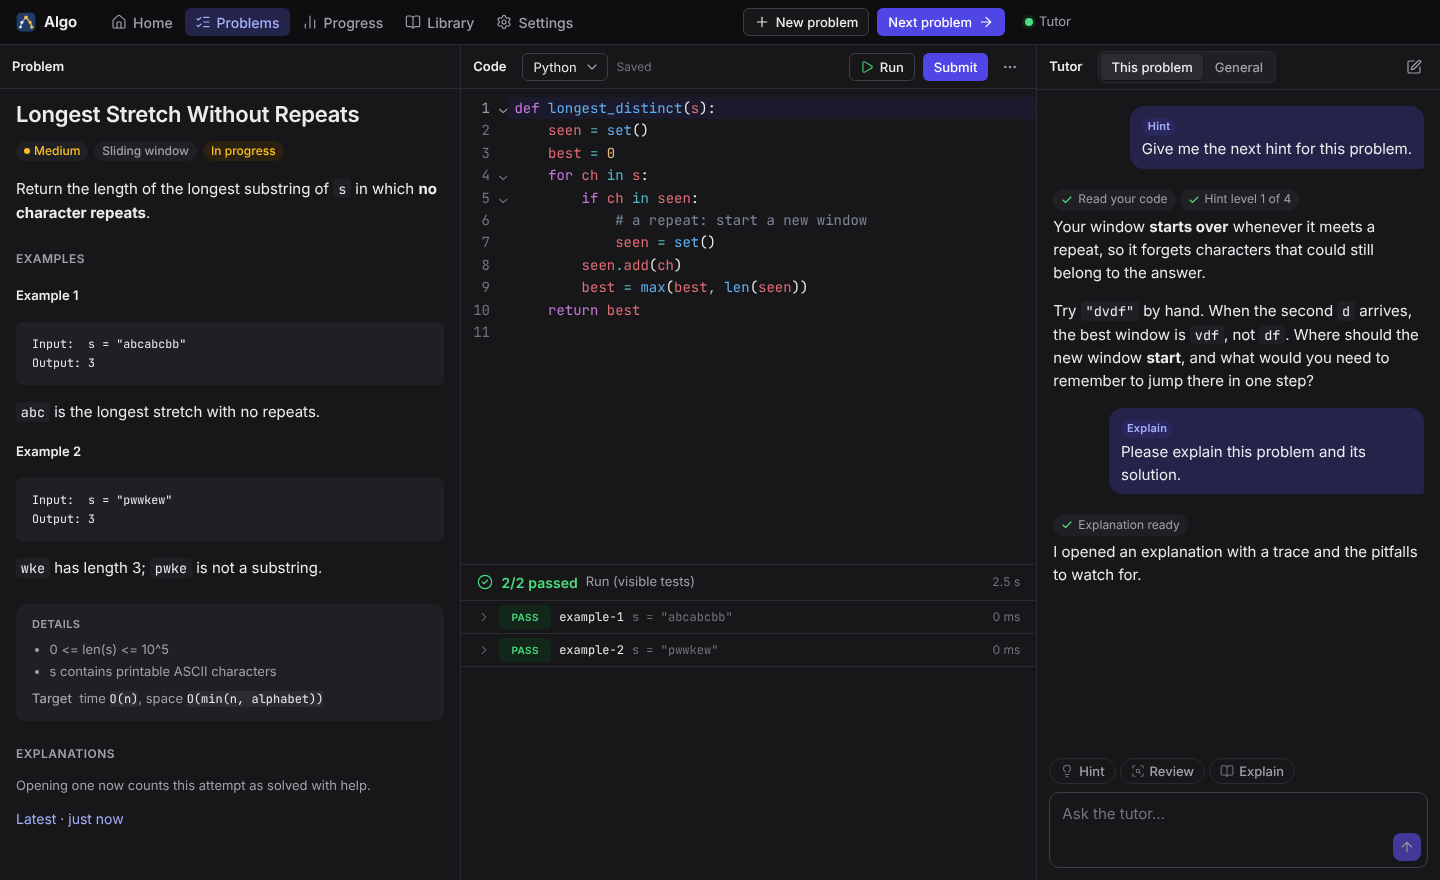 Algo
Home
Problems
Progress
Library
Settings
New problem
Next problem
Tutor
Problem
Longest Stretch Without Repeats
Medium
Sliding window
In progress
Return the length of the longest substring of s in which no
character repeats.
EXAMPLES
Example 1
Input:  s = "abcabcbb"
Output: 3
abc is the longest stretch with no repeats.
Example 2
Input:  s = "pwwkew"
Output: 3
wke has length 3; pwke is not a substring.
DETAILS
• 0 <= len(s) <= 10^5
• s contains printable ASCII characters
Target time O(n), space O(min(n, alphabet))
EXPLANATIONS
Opening one now counts this attempt as solved with help.
Latest · just now
Code
Python
Saved
Run
Submit
1 def longest_distinct(s):
2     seen = set()
3     best = 0
4     for ch in s:
5         if ch in seen:
6             # a repeat: start a new window
7             seen = set()
8         seen.add(ch)
9         best = max(best, len(seen))
10     return best
11
2/2 passed Run (visible tests) 2.5 s
PASS example-1 s = "abcabcbb" 0 ms
PASS example-2 s = "pwwkew" 0 ms
Tutor
This problem
General
Hint
Give me the next hint for this problem.
Read your code
Hint level 1 of 4
Your window starts over whenever it meets a
repeat, so it forgets characters that could still
belong to the answer.
Try "dvdf" by hand. When the second d arrives,
the best window is vdf, not df. Where should the
new window start, and what would you need to
remember to jump there in one step?
Explain
Please explain this problem and its
solution.
Explanation ready
I opened an explanation with a trace and the pitfalls
to watch for.
Hint
Review
Explain
Ask the tutor...